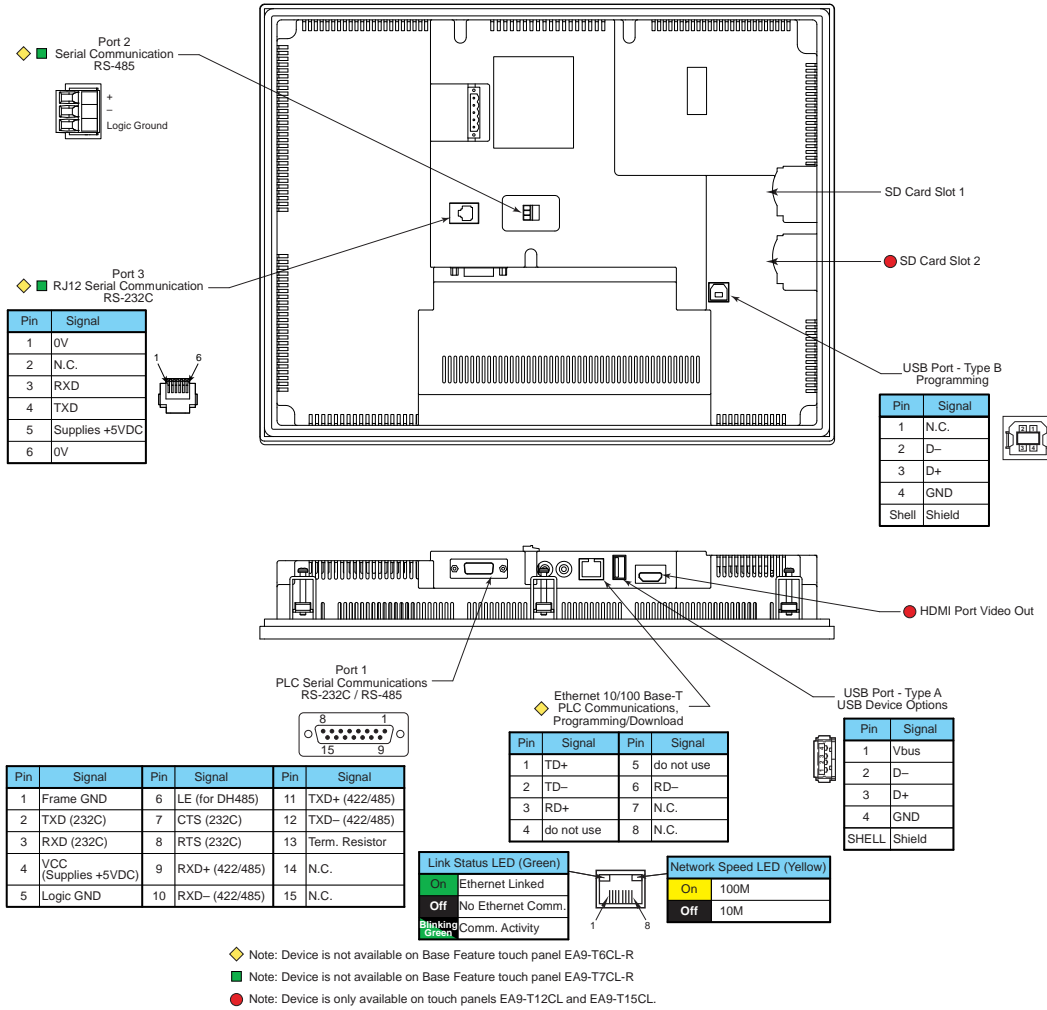 Port 2
Serial Communication
RS-485
+
–
Logic Ground
SD Card Slot 1
SD Card Slot 2
Port 3
RJ12 Serial Communication
RS-232C
Pin Signal
1 0V
2 N.C.
3 RXD
4 TXD
5 Supplies +5VDC
6 0V
1 6
USB Port - Type B
Programming
Pin Signal
1 N.C.
2 D–
3 D+
4 GND
Shell Shield
2 1
3 4
HDMI Port Video Out
Port 1
PLC Serial Communications
RS-232C / RS-485
8 1
15 9
Pin Signal Pin Signal Pin Signal
1 Frame GND 6 LE (for DH485) 11 TXD+ (422/485)
2 TXD (232C) 7 CTS (232C) 12 TXD– (422/485)
3 RXD (232C) 8 RTS (232C) 13 Term. Resistor
4 VCC (Supplies +5VDC) 9 RXD+ (422/485) 14 N.C.
5 Logic GND 10 RXD– (422/485) 15 N.C.
Ethernet 10/100 Base-T
PLC Communications,
Programming/Download
Pin Signal Pin Signal
1 TD+ 5 do not use
2 TD– 6 RD–
3 RD+ 7 N.C.
4 do not use 8 N.C.
USB Port - Type A
USB Device Options
Pin Signal
1 Vbus
2 D–
3 D+
4 GND
SHELL Shield
Link Status LED (Green)
On Ethernet Linked
Off No Ethernet Comm.
Blinking Green Comm. Activity
1 8
Network Speed LED (Yellow)
On 100M
Off 10M
Note: Device is not available on Base Feature touch panel EA9-T6CL-R
Note: Device is not available on Base Feature touch panel EA9-T7CL-R
Note: Device is only available on touch panels EA9-T12CL and EA9-T15CL.